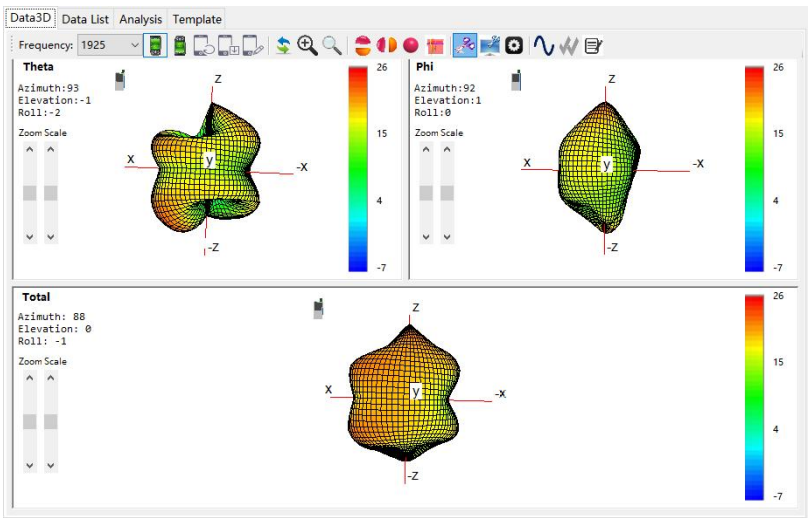 Data3D Data List Analysis Template
Frequency: 1925
Theta
Azimuth:93
Elevation:-1
Roll:-2
Zoom Scale
Z
X
y
-X
-Z
26
15
4
-7
Phi
Azimuth:92
Elevation:1
Roll:0
Zoom Scale
Z
X
y
-X
-Z
26
15
4
-7
Total
Azimuth: 88
Elevation: 0
Roll: -1
Zoom Scale
Z
X
y
-X
-Z
26
15
4
-7